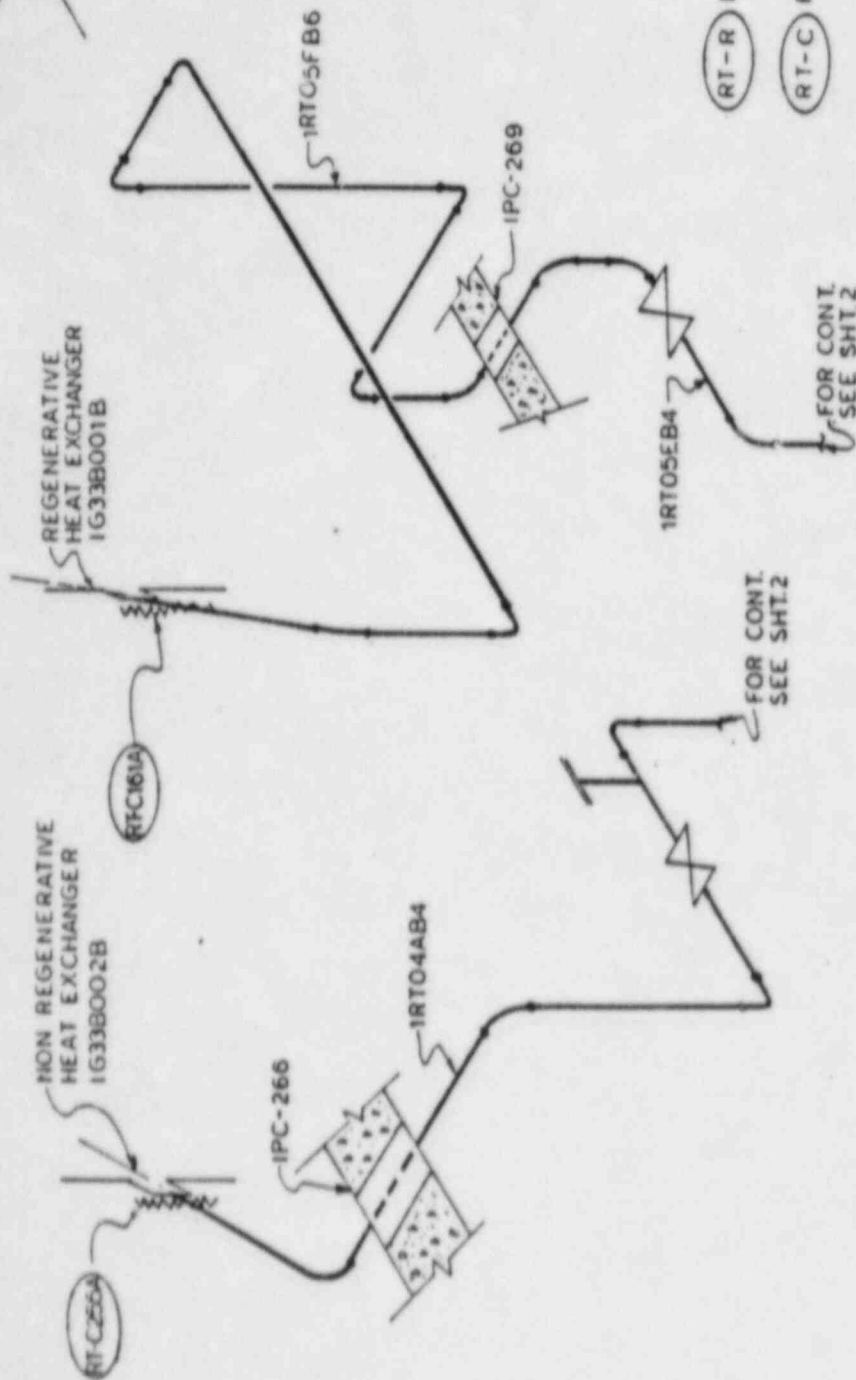 NON REGENERATIVE
HEAT EXCHANGER
1G33B002B
RT-C256A
1PC-266
1RT04AB4
FOR CONT.
SEE SHT.2
REGENERATIVE
HEAT EXCHANGER
1G33B001B
RT-C161A
1RT05FB6
1PC-269
1RT05EB4
FOR CONT.
SEE SHT.2
RT-R
RT-C